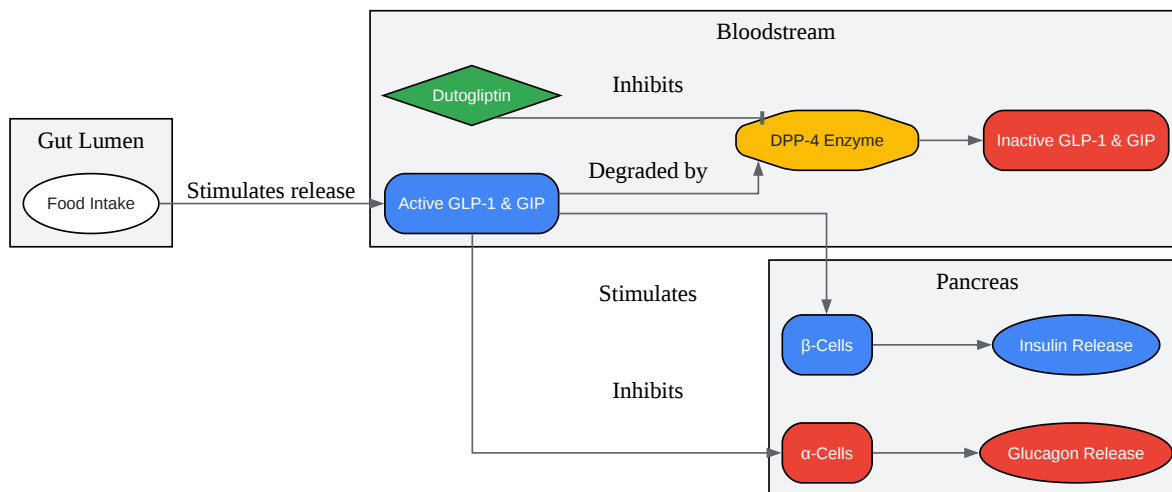 Bloodstream
Dutogliptin
Inhibits
DPP-4 Enzyme
Inactive GLP-1 & GIP
Gut Lumen
Food Intake
Stimulates release
Degraded by
Active GLP-1 & GIP
Stimulates
Pancreas
β-Cells
Insulin Release
Inhibits
α-Cells
Glucagon Release